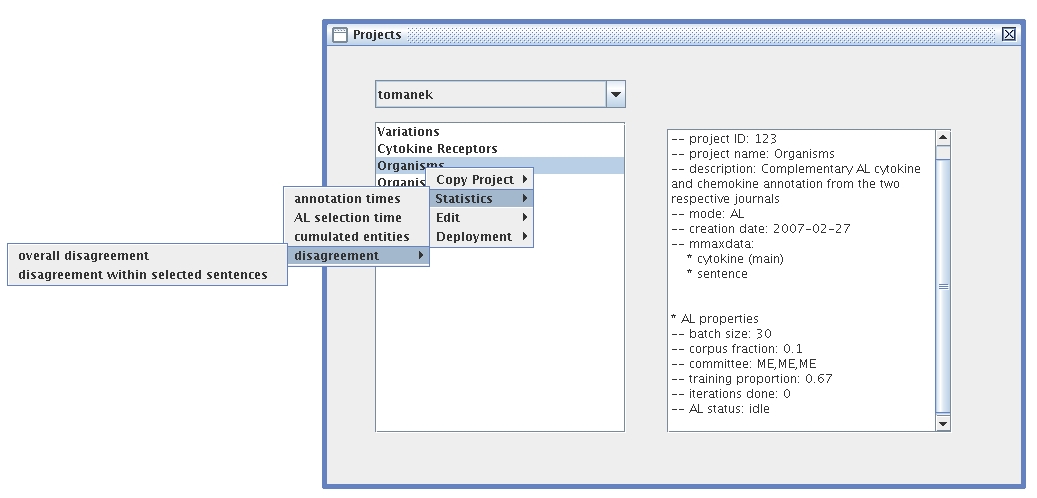 Projects
tomanek
Variations
Cytokine Receptors
Organisms
Organis
Copy Project
Statistics
Edit
Deployment
annotation times
AL selection time
cumulated entities
disagreement
overall disagreement
disagreement within selected sentences
-- project ID: 123
-- project name: Organisms
-- description: Complementary AL cytokine
and chemokine annotation from the two
respective journals
-- mode: AL
-- creation date: 2007-02-27
-- mmaxdata:
* cytokine (main)
* sentence
* AL properties
-- batch size: 30
-- corpus fraction: 0.1
-- committee: ME,ME,ME
-- training proportion: 0.67
-- iterations done: 0
-- AL status: idle